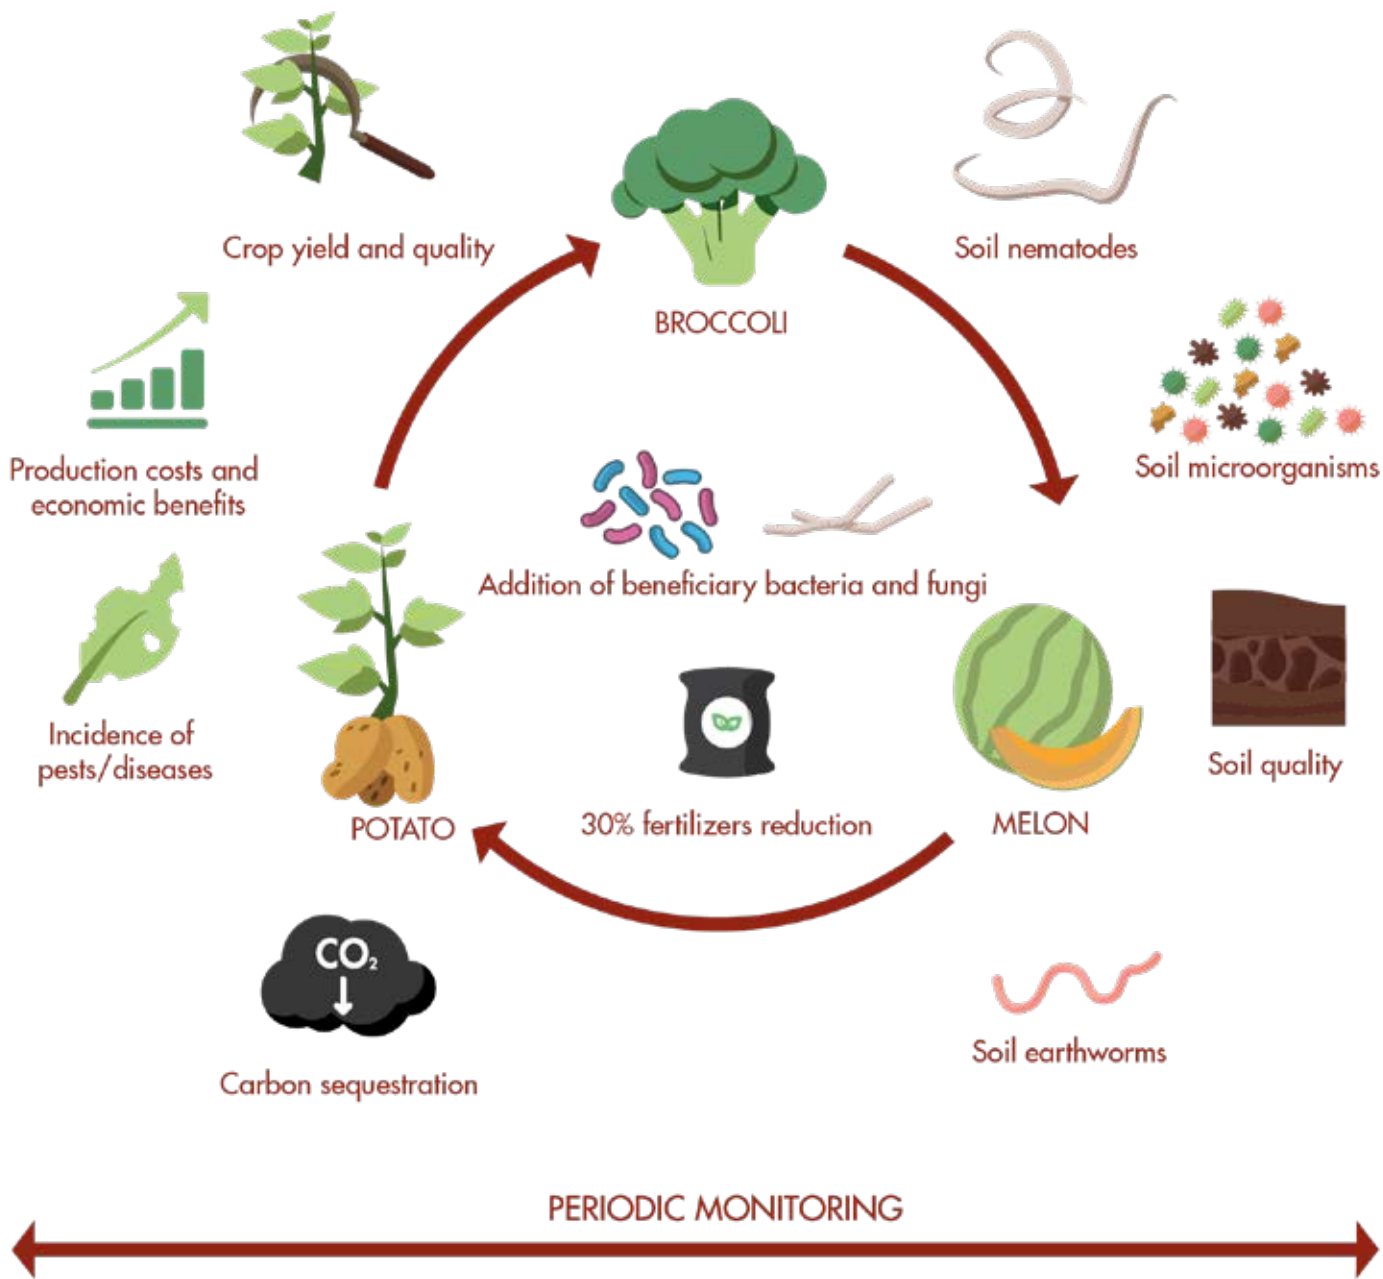 Crop yield and quality
Soil nematodes
BROCCOLI
Production costs and
economic benefits
Soil microorganisms
Addition of beneficiary bacteria and fungi
Incidence of
pests/diseases
Soil quality
POTATO
30% fertilizers reduction
MELON
CO₂
Soil earthworms
Carbon sequestration
PERIODIC MONITORING